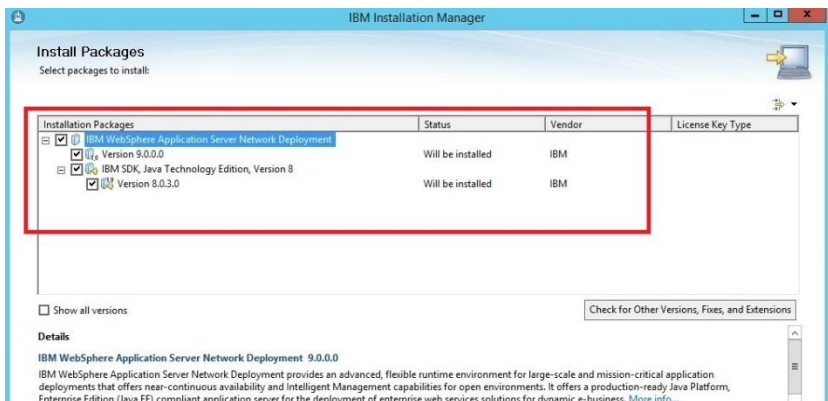 IBM Installation Manager
Install Packages
Select packages to install:
Installation Packages Status Vendor License Key Type
IBM WebSphere Application Server Network Deployment
Version 9.0.0.0 Will be installed IBM
IBM SDK, Java Technology Edition, Version 8
Version 8.0.3.0 Will be installed IBM
Show all versions Check for Other Versions, Fixes, and Extensions
Details
IBM WebSphere Application Server Network Deployment 9.0.0.0
IBM WebSphere Application Server Network Deployment provides an advanced, flexible runtime environment for large-scale and mission-critical application
deployments that offers near-continuous availability and Intelligent Management capabilities for open environments. It offers a production-ready Java Platform,
Enterprise Edition (Java EE) compliant application server for the deployment of enterprise web services solutions for dynamic e-business. More info...